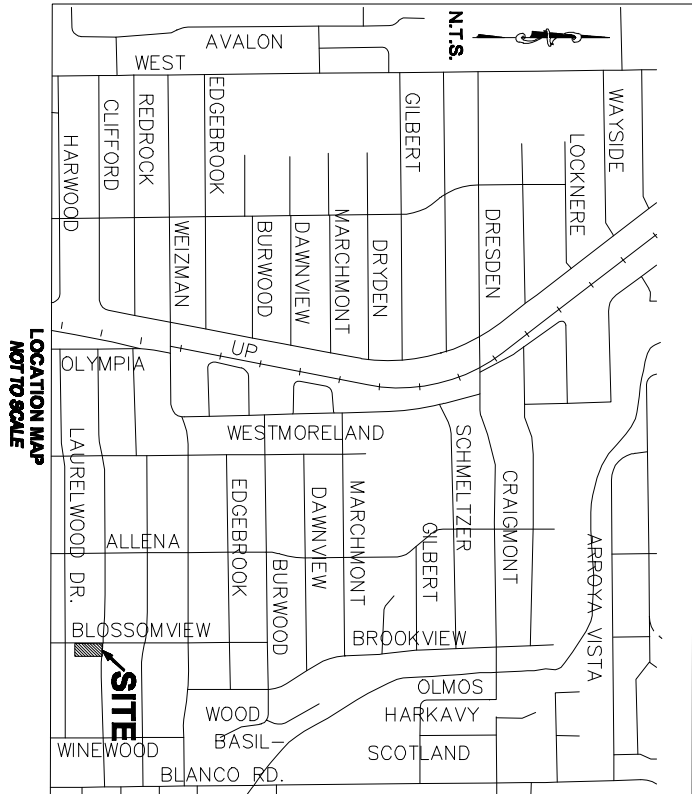 AVALON
WEST
N.T.S.
HARWOOD
CLIFFORD
REDROCK
EDGEBROOK
GILBERT
LOCKNERE
WAYSIDE
WEIZMAN
BURWOOD
DAWNVIEW
MARCHMONT
DRYDEN
DRESDEN
UP
OLYMPIA
LOCATION MAP
NOT TO SCALE
WESTMORELAND
LAURELWOOD DR.
EDGEBROOK
DAWNVIEW
MARCHMONT
SCHMELTZER
CRAIGMONT
GILBERT
ARROYA VISTA
ALLENA
BURWOOD
BLOSSOMVIEW
BROOKVIEW
SITE
OLMOS
WOOD
HARKAVY
BASIL-
WINEWOOD
SCOTLAND
BLANCO RD.